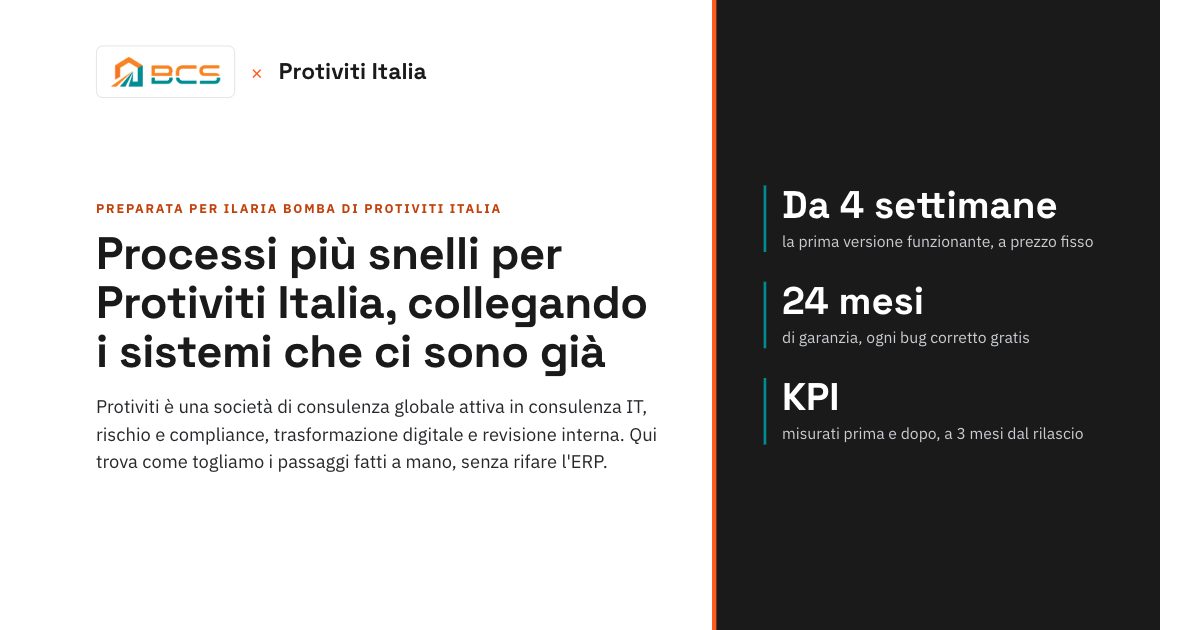 BCS × Protiviti Italia
PREPARATA PER ILARIA BOMBA DI PROTIVITI ITALIA
Processi più snelli per
Protiviti Italia, collegando
i sistemi che ci sono già
Protiviti è una società di consulenza globale attiva in consulenza IT,
rischio e compliance, trasformazione digitale e revisione interna. Qui
trova come togliamo i passaggi fatti a mano, senza rifare l'ERP.
Da 4 settimane
la prima versione funzionante, a prezzo fisso
24 mesi
di garanzia, ogni bug corretto gratis
KPI
misurati prima e dopo, a 3 mesi dal rilascio